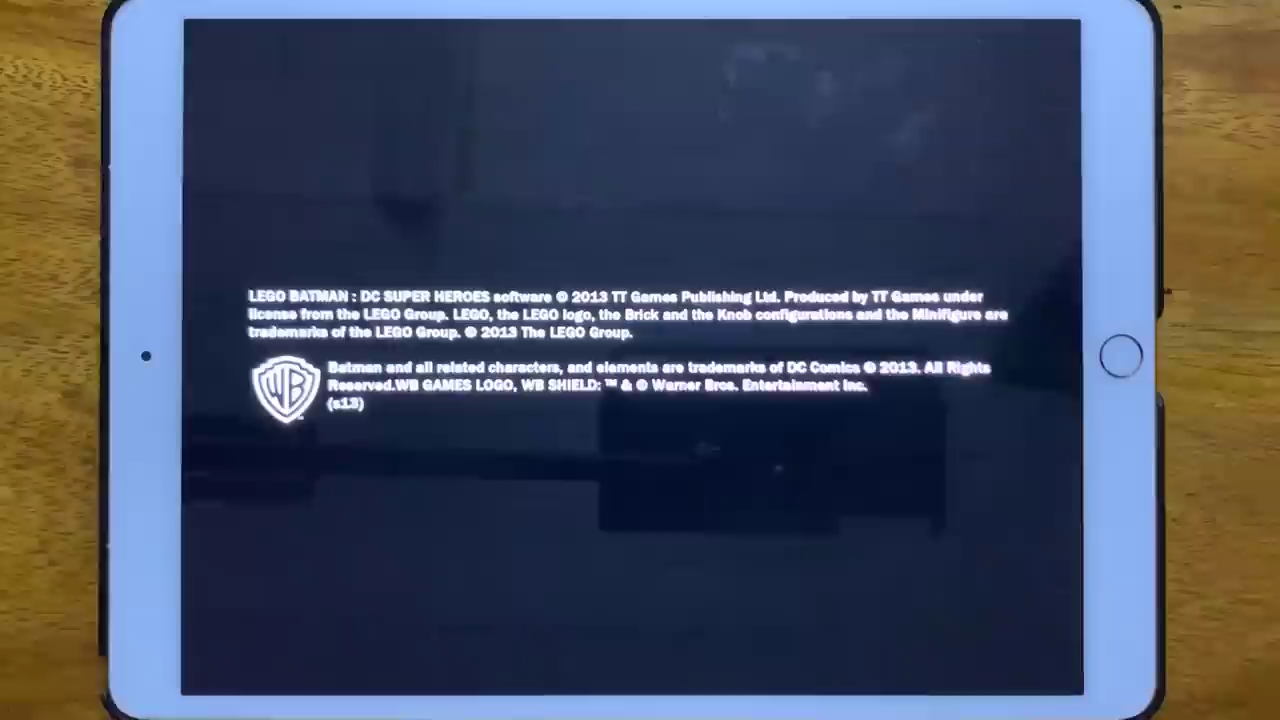 LEGO BATMAN : DC SUPER HEROES software © 2013 TT Games Publishing Ltd. Produced by TT Games under
license from the LEGO Group. LEGO, the LEGO logo, the Brick and the Knob configurations and the Minifigure are
trademarks of the LEGO Group. © 2013 The LEGO Group.
WB
Batman and all related characters, and elements are trademarks of DC Comics © 2013. All Rights
Reserved.WB GAMES LOGO, WB SHIELD: ™ & © Warner Bros. Entertainment Inc.
(s13)